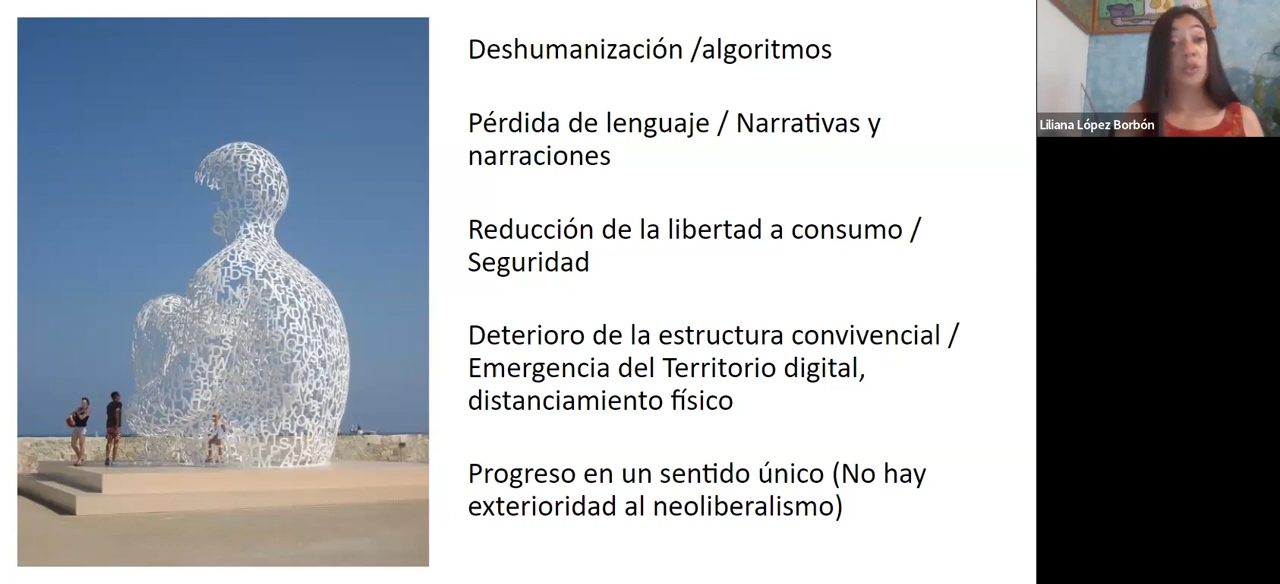 Deshumanización /algoritmos
Pérdida de lenguaje / Narrativas y
narraciones
Reducción de la libertad a consumo /
Seguridad
Deterioro de la estructura convivencial /
Emergencia del Territorio digital,
distanciamiento físico
Progreso en un sentido único (No hay
exterioridad al neoliberalismo)
Liliana López Borbón